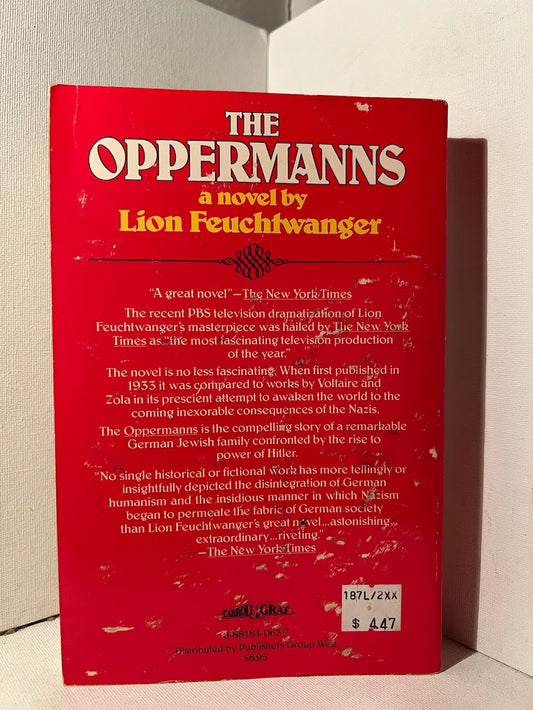 THE
OPPERMANNS
a novel by
Lion Feuchtwanger
"A great novel"—The New York Times
The recent PBS television dramatization of Lion
Feuchtwanger's masterpiece was hailed by The New York
Times as "the most fascinating television production
of the year."
The novel is no less fascinating. When first published in
1933 it was compared to works by Voltaire and
Zola in its prescient attempt to awaken the world to the
coming inexorable consequences of the Nazis.
The Oppermanns is the compelling story of a remarkable
German Jewish family confronted by the rise to
power of Hitler.
"No single historical or fictional work has more tellingly or
insightfully depicted the disintegration of German
humanism and the insidious manner in which Nazism
began to permeate the fabric of German society
than Lion Feuchtwanger's great novel...astonishing...
extraordinary...riveting."
—The New York Times
187L/2XX
$ 4.47
CARROLL & GRAF
0-88184-063-7
Distributed by Publishers Group West
$8.95